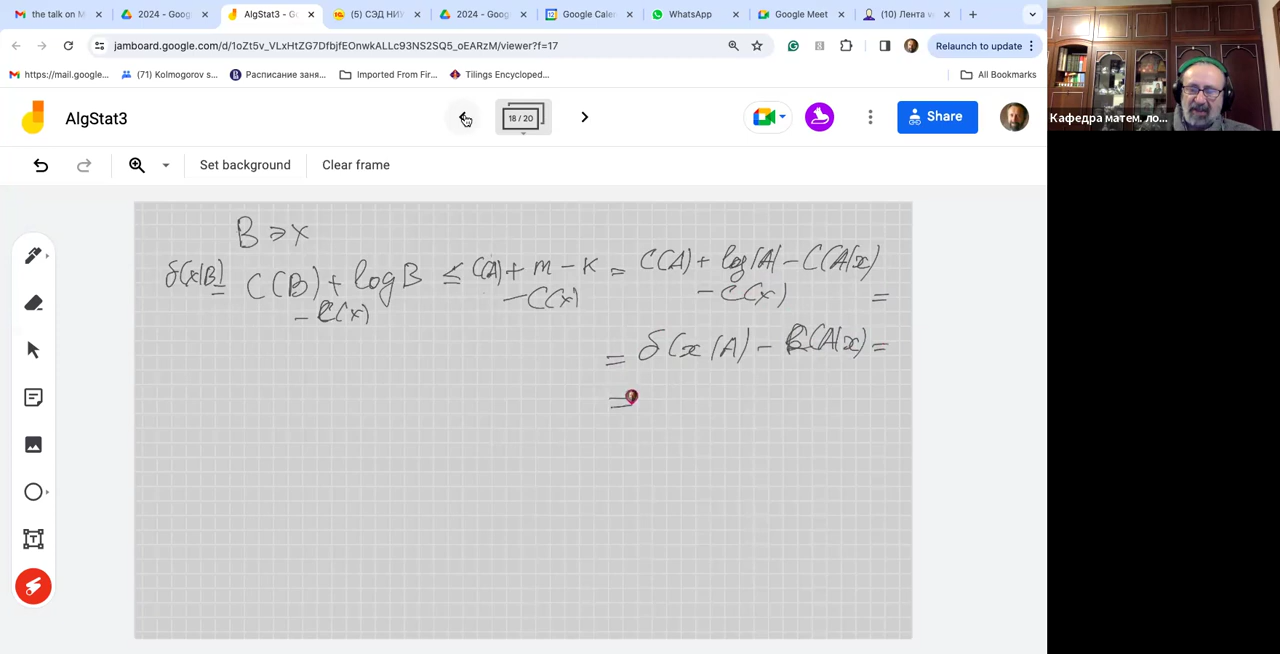 the talk on M
2024 - Goog
AlgStat3 - G
(5) СЭД НИ
2024 - Goog
Google Caler
WhatsApp
Google Meet
(10) Лента
jamboard.google.com/d/1oZt5v_VLxHtZG7DfbjfEOnwkALLc93NS2SQ5_oEARzM/viewer?f=17
Relaunch to update
https://mail.google...
(71) Kolmogorov s...
Расписание заня...
Imported From Fir...
Tilings Encycloped...
All Bookmarks
AlgStat3
18 / 20
Share
Кафедра матем. ло...
Set background
Clear frame
B ∋ x
δ(x|B) = C(B) + log B ≤ C(A) + m - k = C(A) + log|A| - C(A|x)
- C(x) - C(x) - C(x) =
= δ(x|A) - C(A|x) =
=